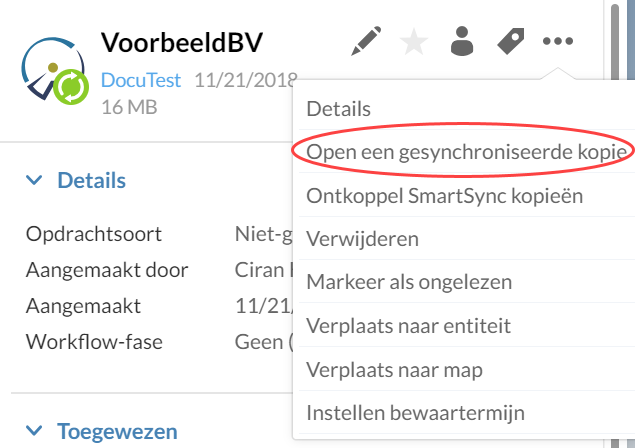 VoorbeeldBV
DocuTest 11/21/2018
16 MB
Details
Open een gesynchroniseerde kopie
Ontkoppel SmartSync kopieën
Verwijderen
Markeer als ongelezen
Verplaats naar entiteit
Verplaats naar map
Instellen bewaartermijn
Details
Opdrachtsoort Niet-g
Aangemaakt door Ciran
Aangemaakt 11/21/
Workflow-fase Geen (
Toegewezen